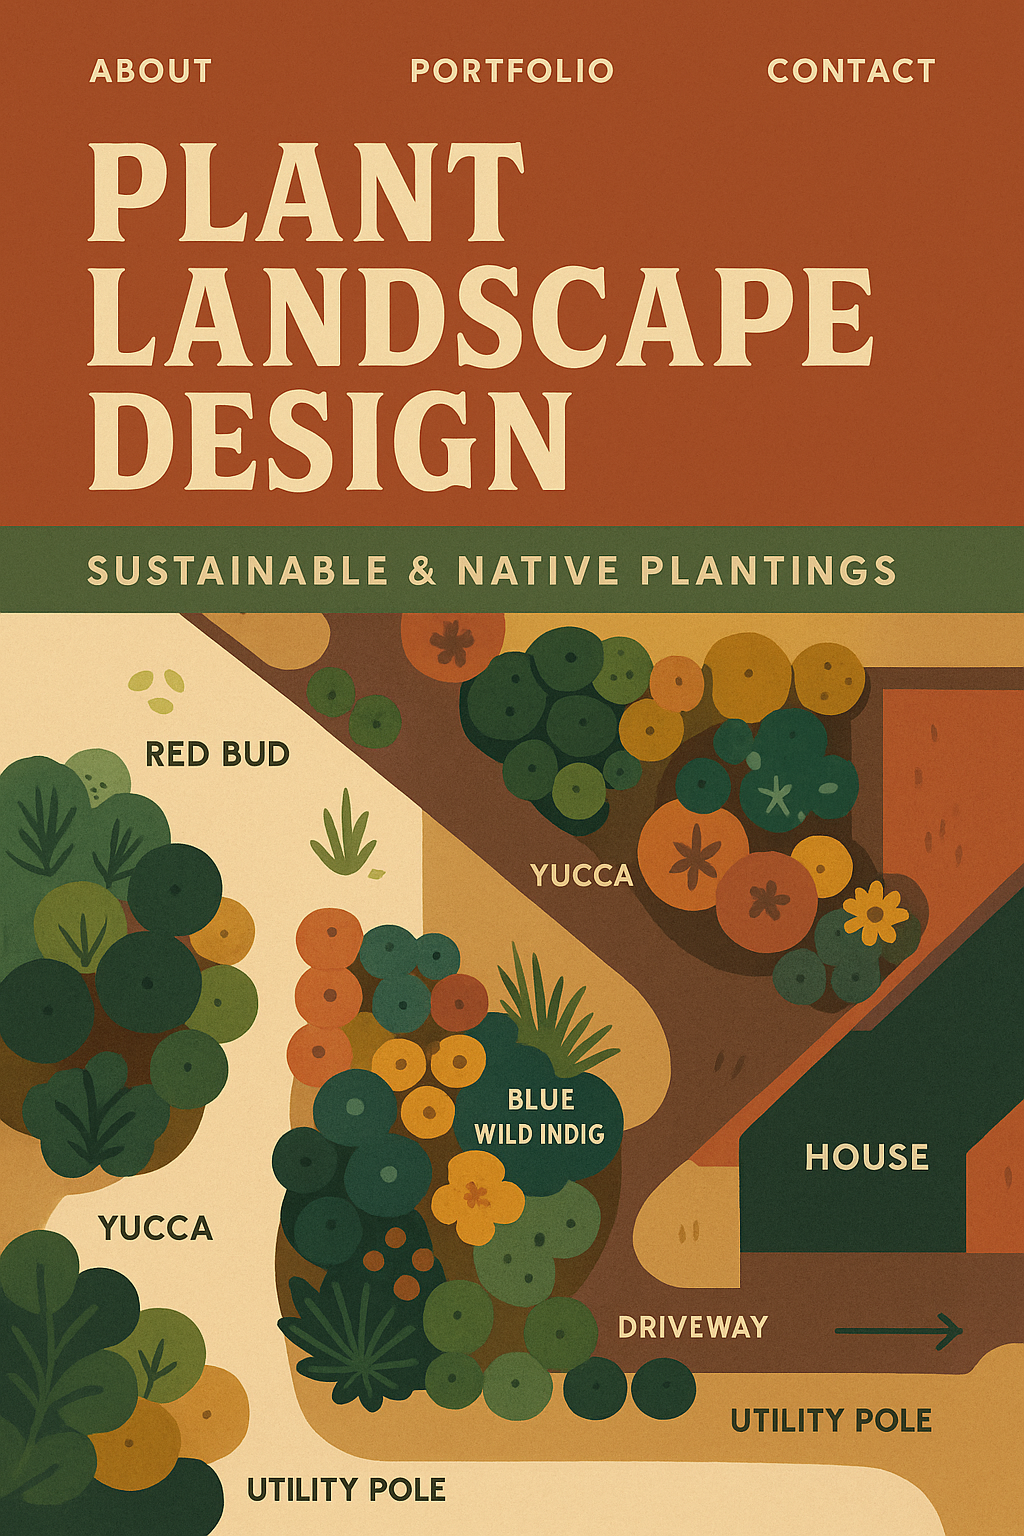 ABOUT PORTFOLIO CONTACT
PLANT
LANDSCAPE
DESIGN
SUSTAINABLE & NATIVE PLANTINGS
RED BUD
YUCCA
BLUE
WILD INDIG
HOUSE
YUCCA
DRIVEWAY
UTILITY POLE
UTILITY POLE